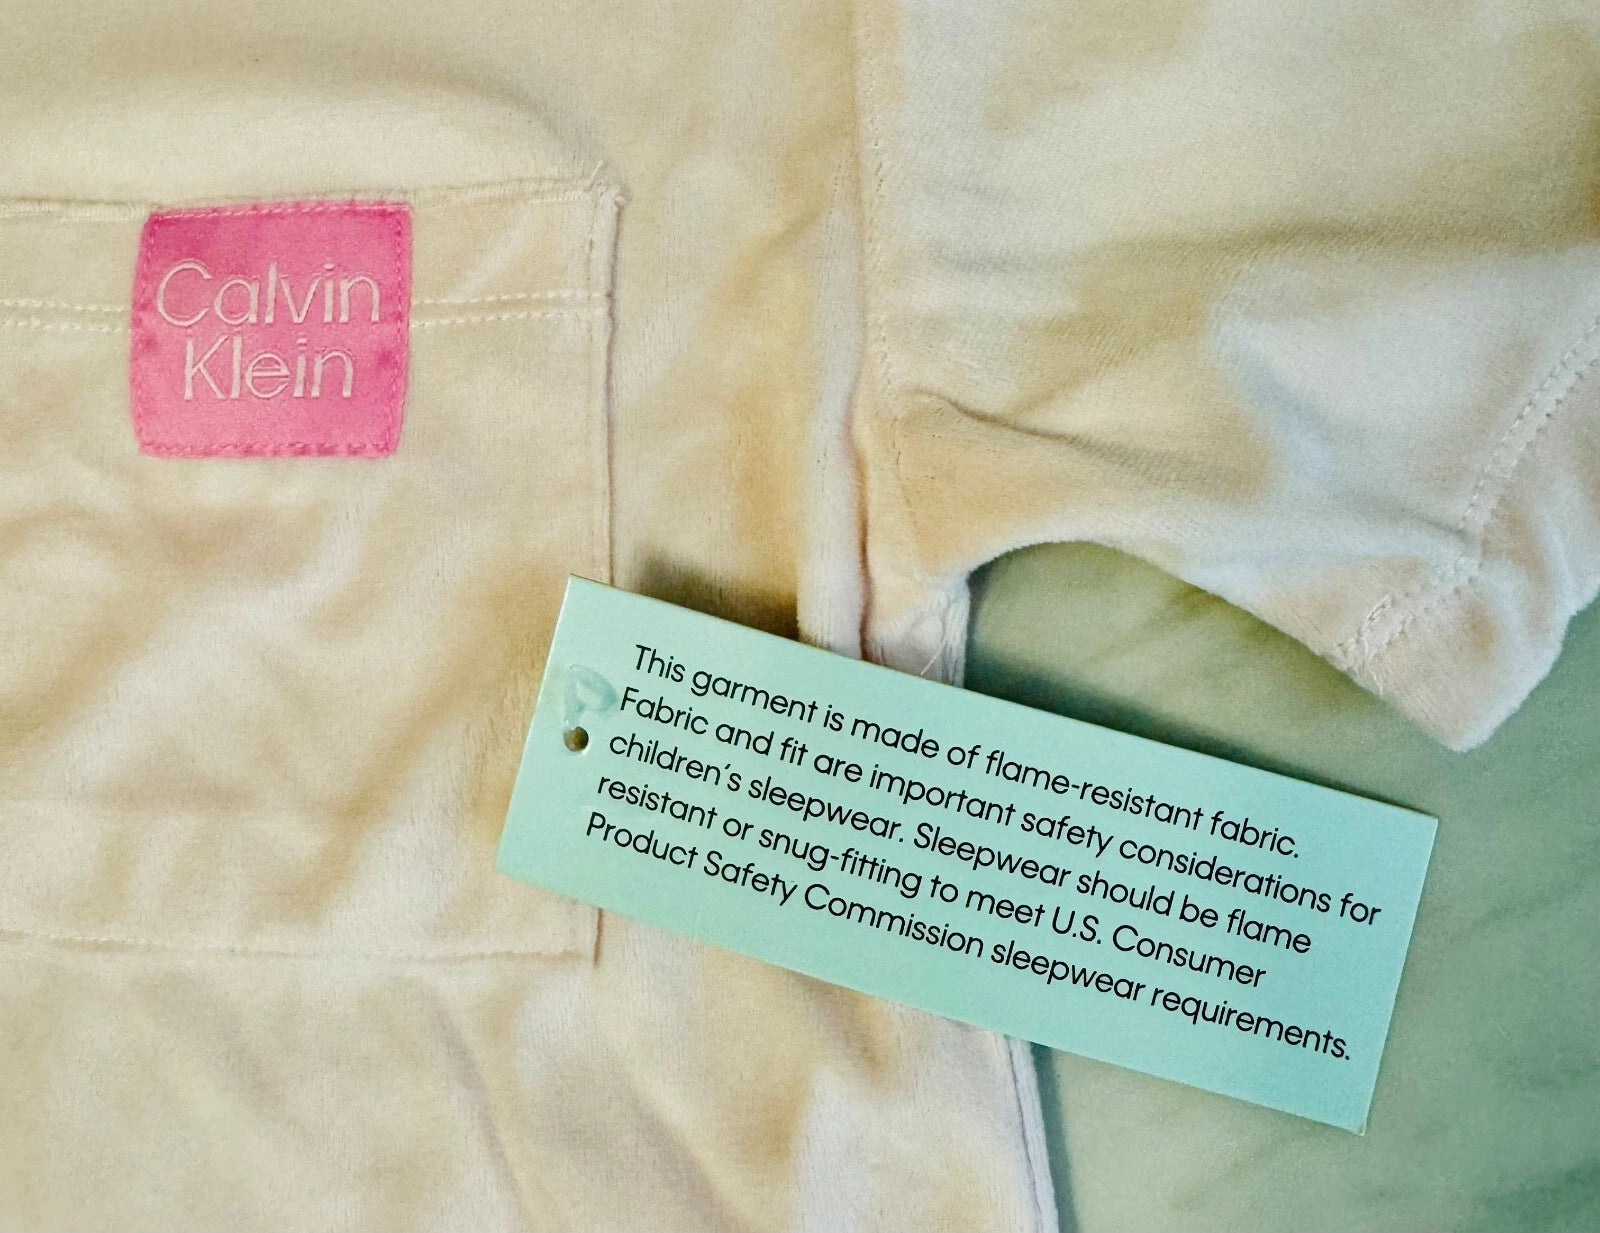 Calvin
Klein
This garment is made of flame-resistant fabric.
Fabric and fit are important safety considerations for
children's sleepwear. Sleepwear should be flame
resistant or snug-fitting to meet U.S. Consumer
Product Safety Commission sleepwear requirements.